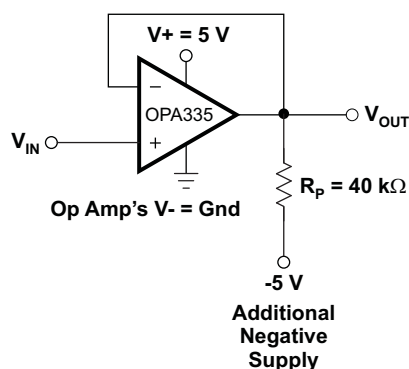 V+ = 5 V
−
OPA335
+
V_IN
V_OUT
Op Amp's V- = Gnd
R_P = 40 kΩ
-5 V
Additional
Negative
Supply